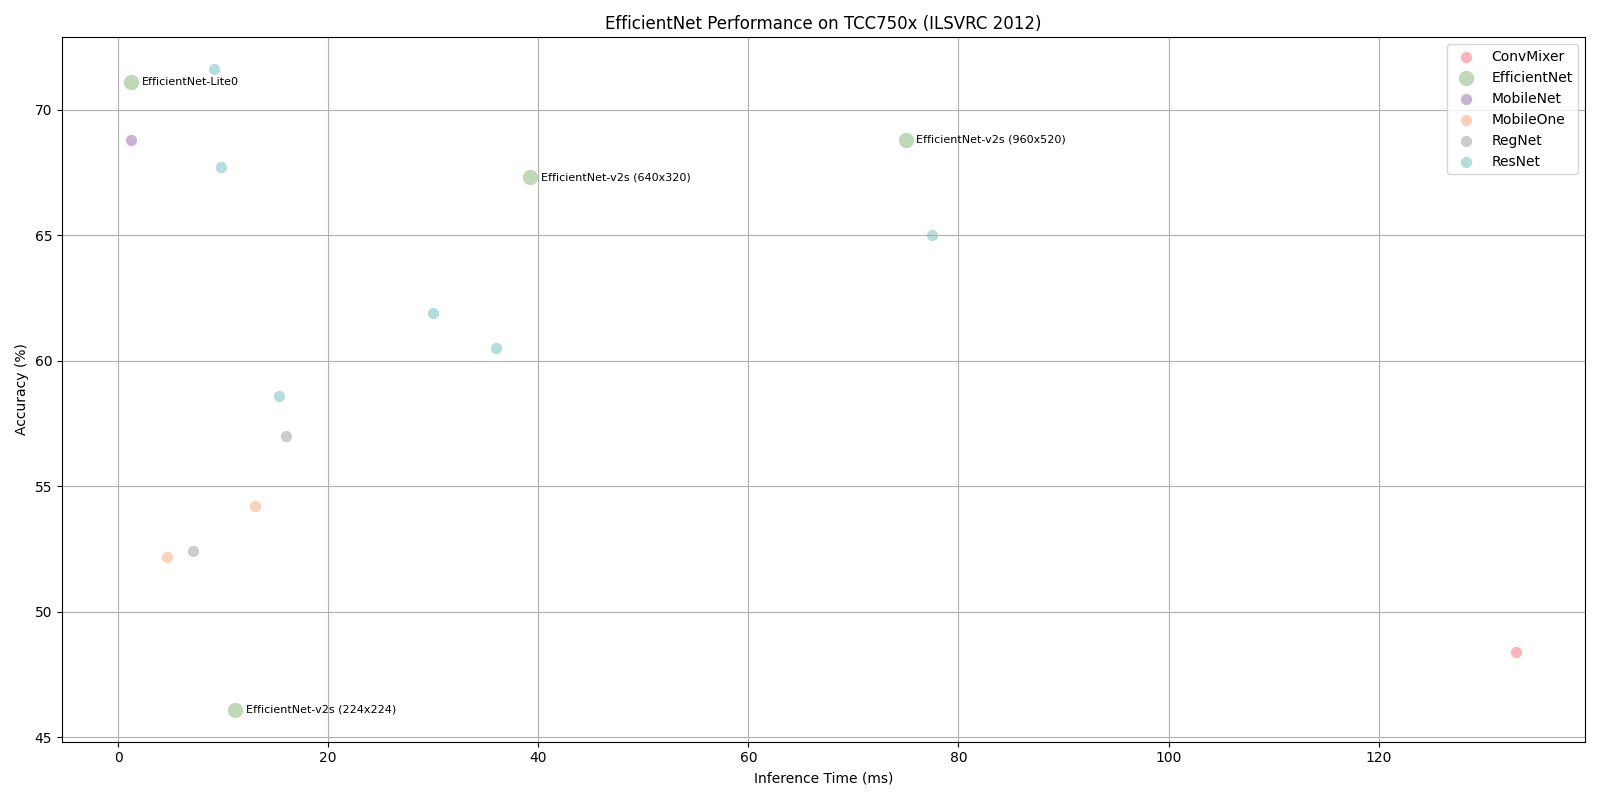 EfficientNet Performance on TCC750x (ILSVRC 2012)
ConvMixer
EfficientNet
MobileNet
MobileOne
RegNet
ResNet
EfficientNet-Lite0
EfficientNet-v2s (960x520)
EfficientNet-v2s (640x320)
EfficientNet-v2s (224x224)
Accuracy (%)
70
65
60
55
50
45
0 20 40 60 80 100 120
Inference Time (ms)